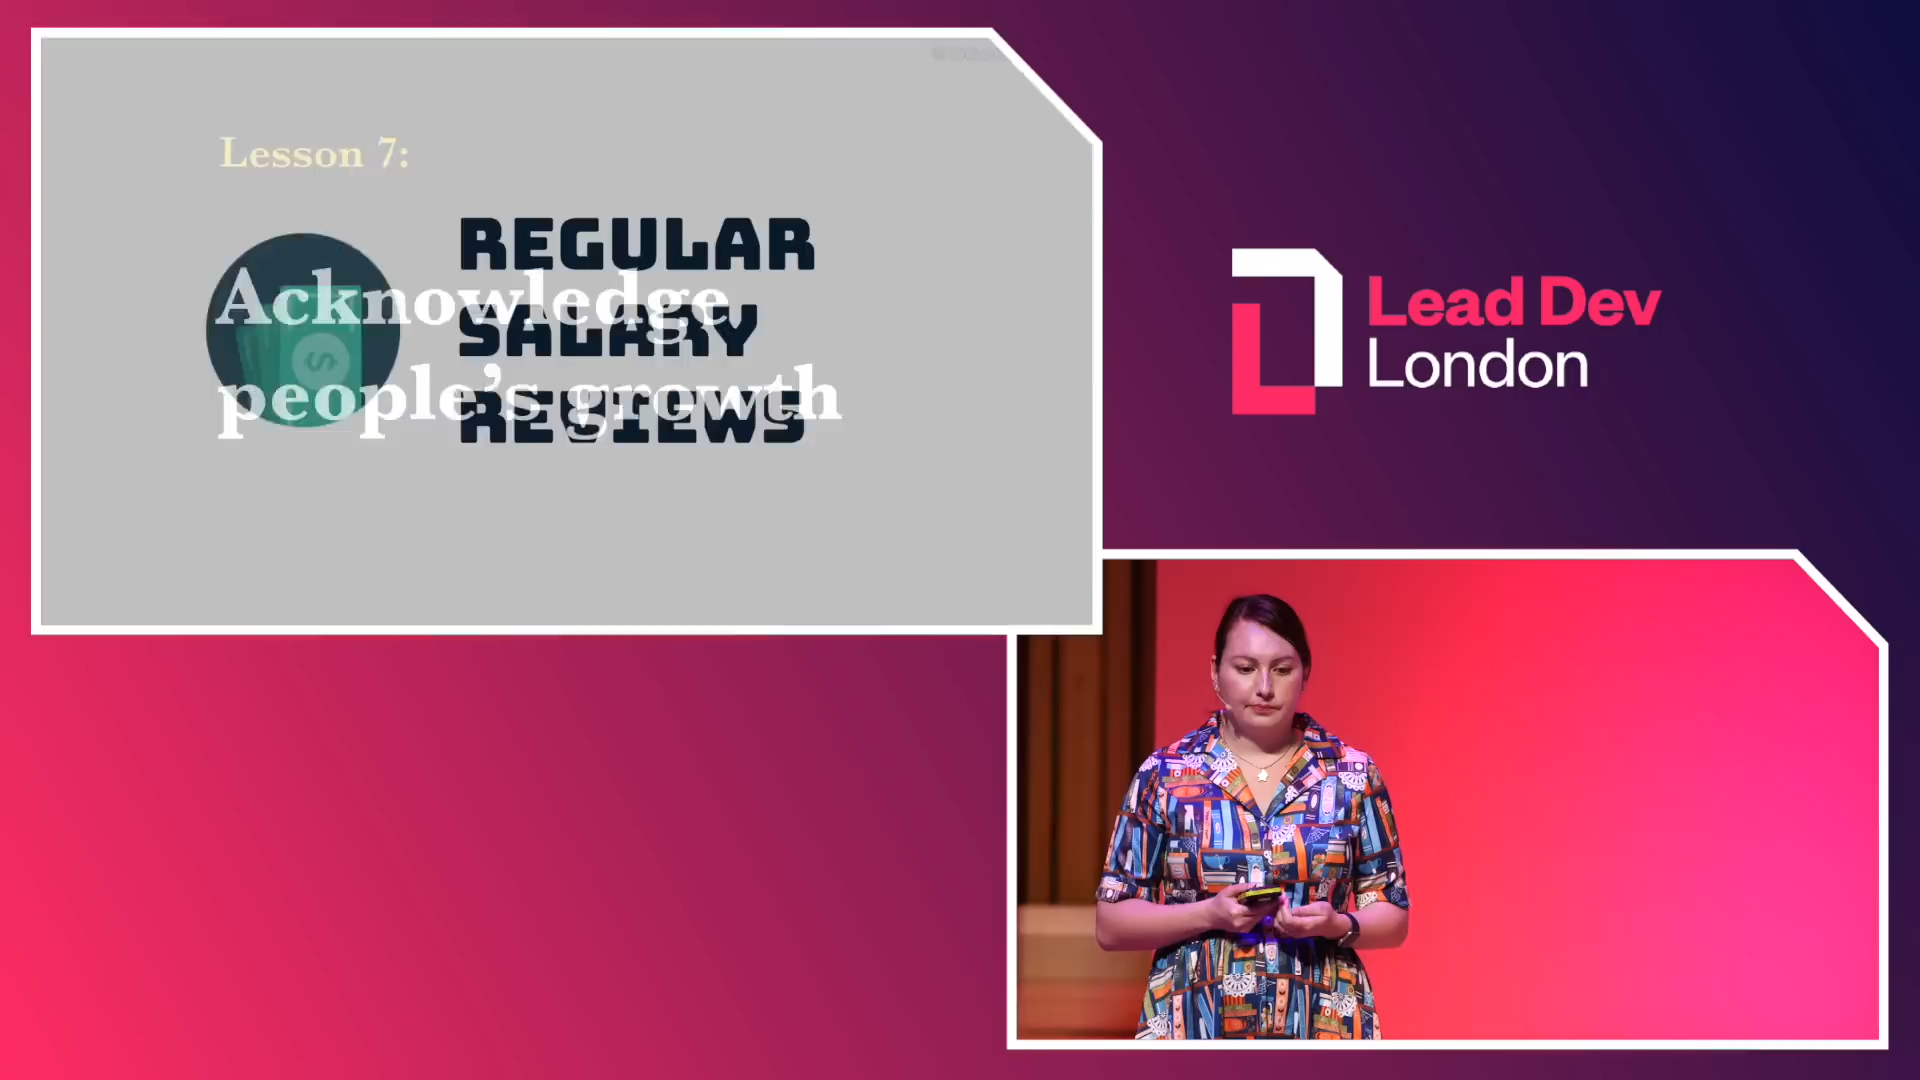 Lesson 7:
Acknowledge
people's growth
REGULAR
SALARY
REVIEWS
$
Lead Dev
London